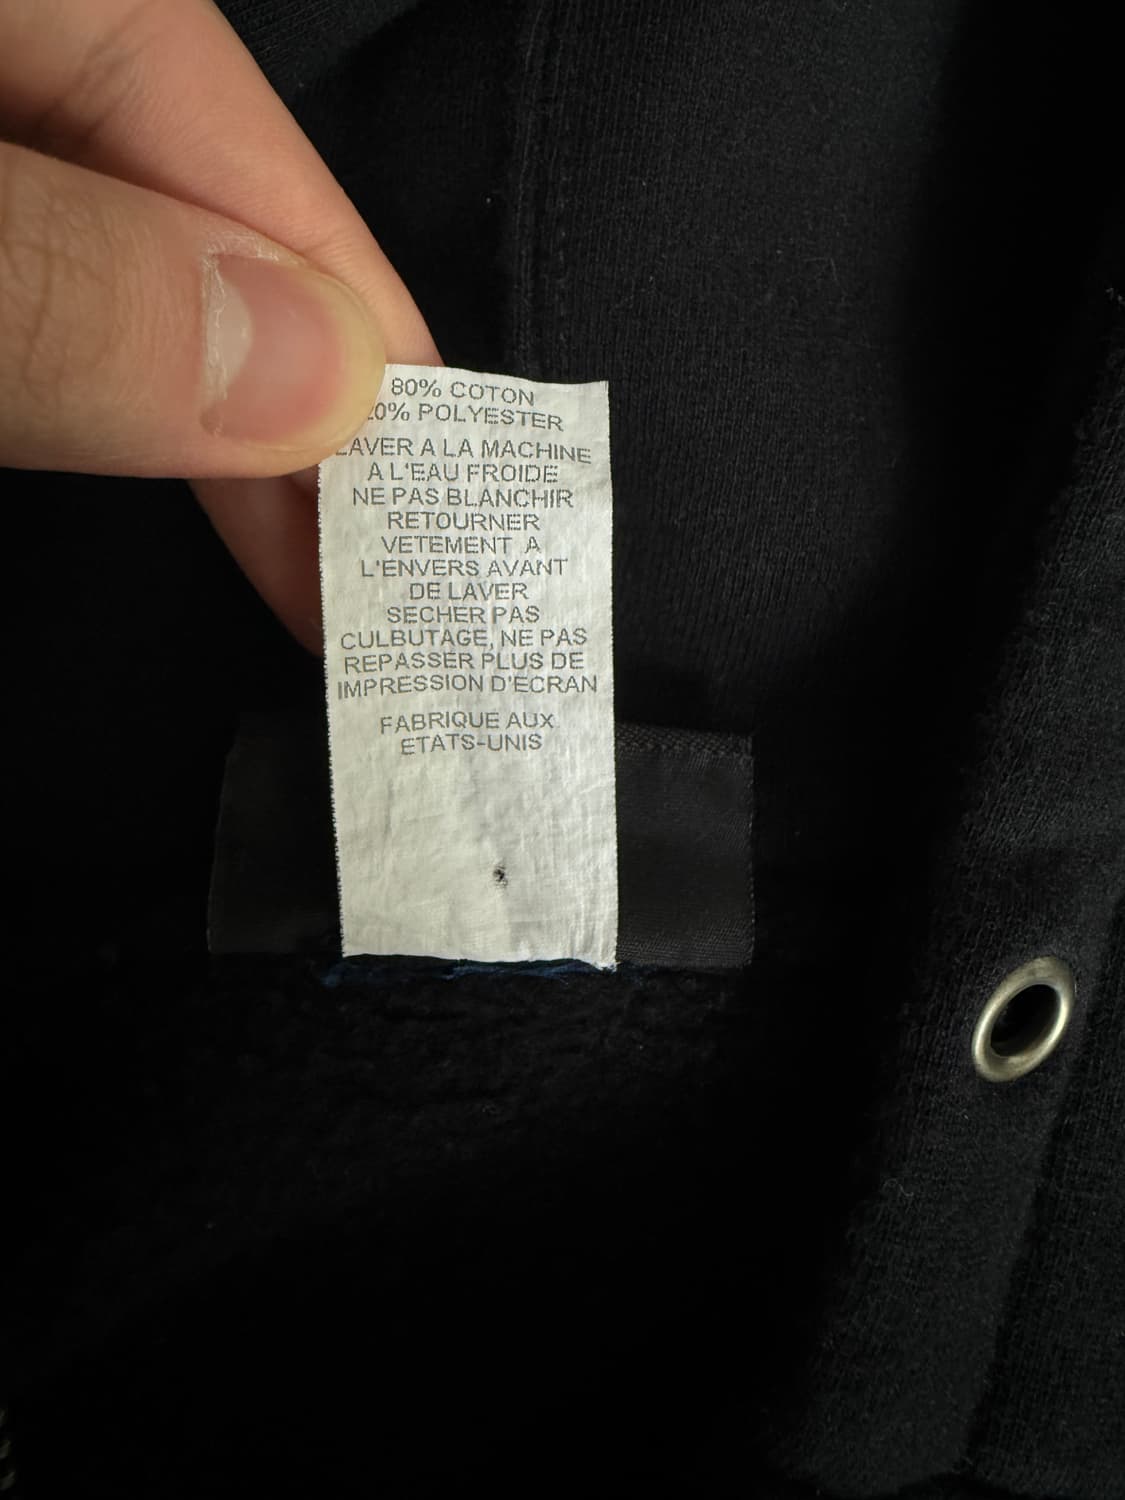 80% COTON
20% POLYESTER
LAVER A LA MACHINE
A L'EAU FROIDE
NE PAS BLANCHIR
RETOURNER
VETEMENT A
L'ENVERS AVANT
DE LAVER
SECHER PAS
CULBUTAGE, NE PAS
REPASSER PLUS DE
IMPRESSION D'ECRAN
FABRIQUE AUX
ETATS-UNIS